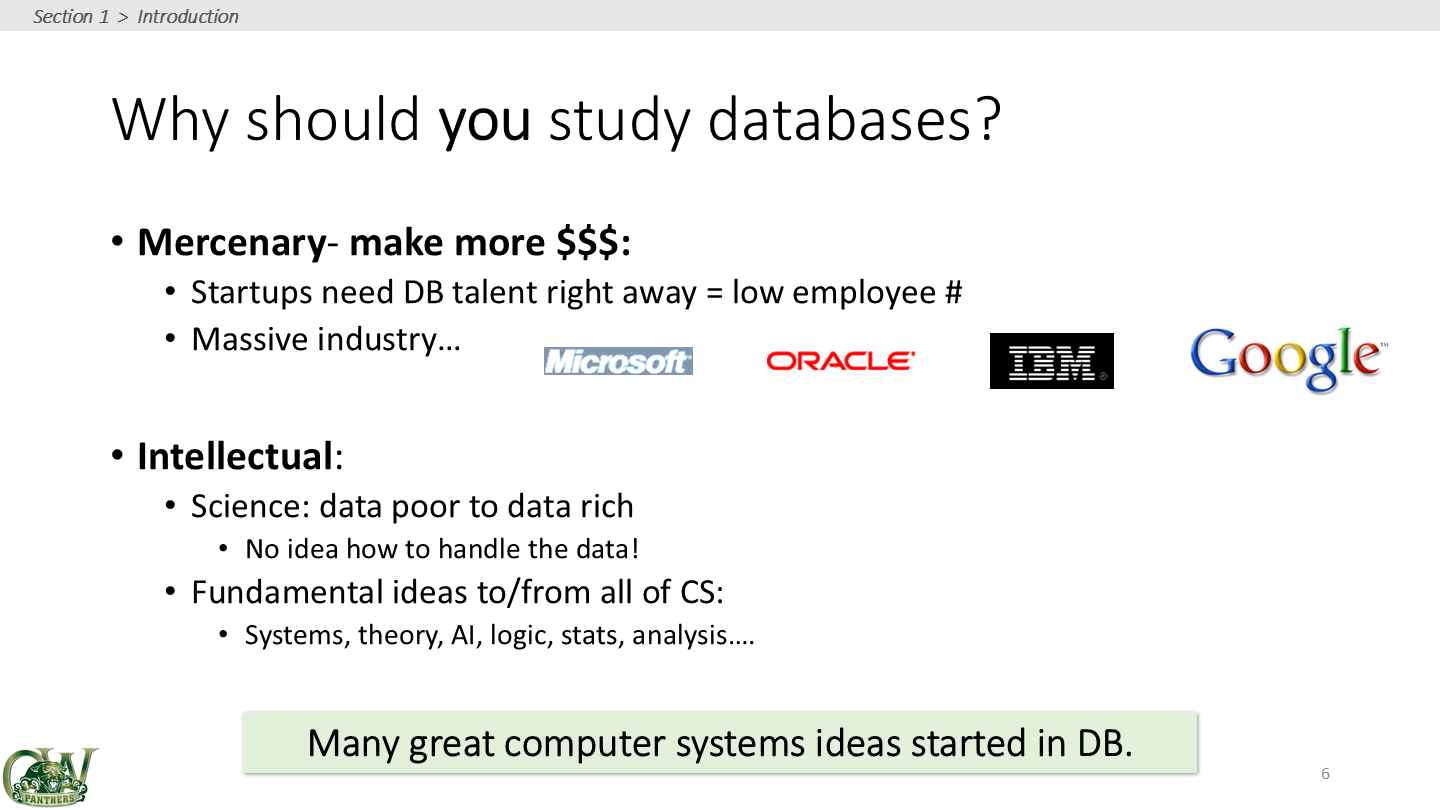 Section 1 > Introduction
Why should you study databases?
• Mercenary- make more $$$:
• Startups need DB talent right away = low employee #
• Massive industry…
Microsoft® ORACLE® IBM® Google™
• Intellectual:
• Science: data poor to data rich
• No idea how to handle the data!
• Fundamental ideas to/from all of CS:
• Systems, theory, AI, logic, stats, analysis….
Many great computer systems ideas started in DB.
CW
PANTHERS
6